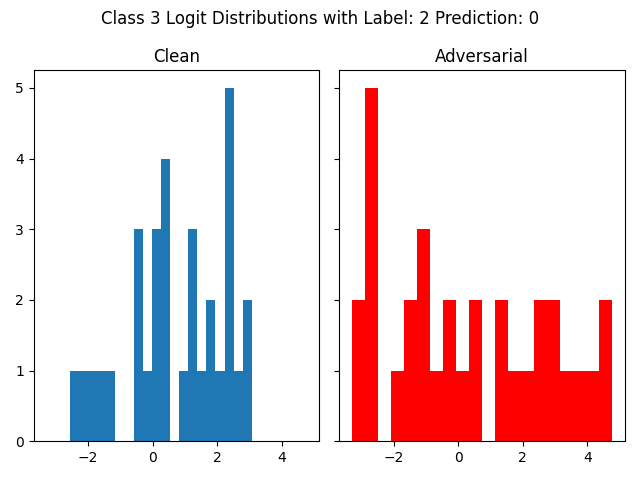 Class 3 Logit Distributions with Label: 2 Prediction: 0
Clean
Adversarial
5
4
3
2
1
0
−2 0 2 4
−2 0 2 4